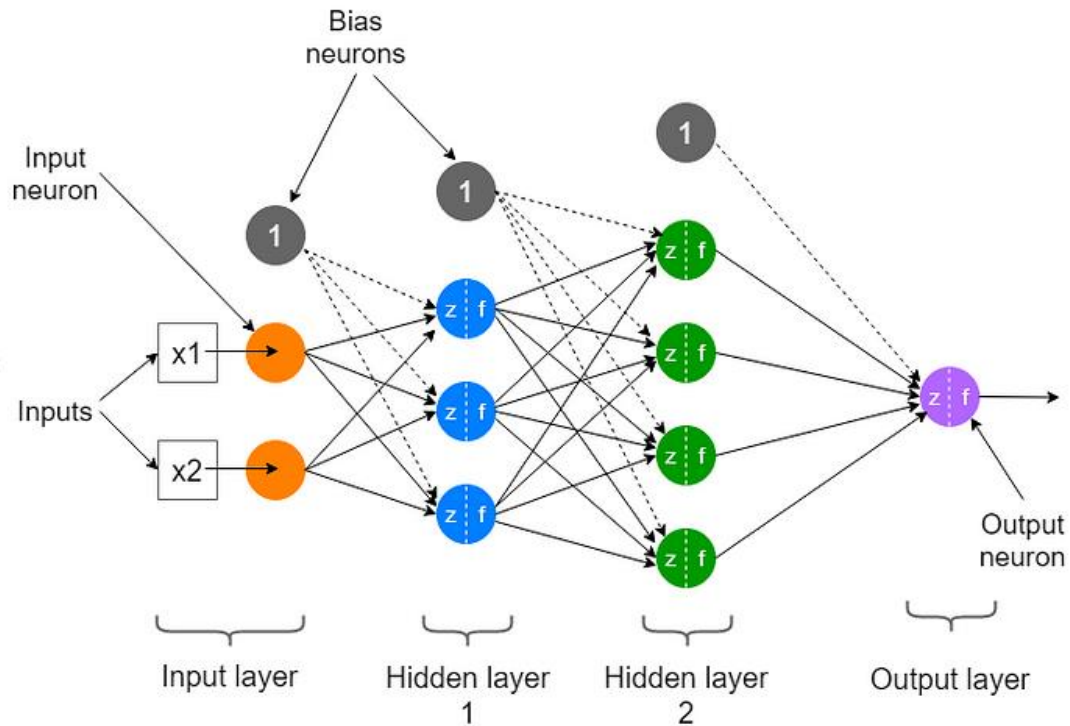 Bias
neurons
1
Input
neuron
1
1
z f
z f
x1
z f
z f
Inputs
z f
z f
x2
z f
z f
Output
neuron
Input layer
Hidden layer
1
Hidden layer
2
Output layer